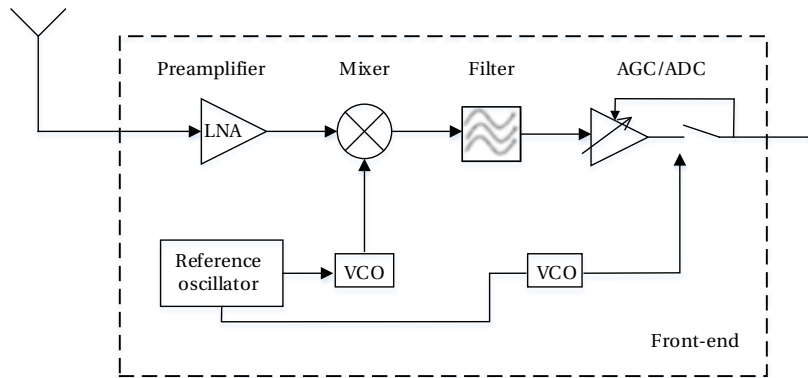 Preamplifier
Mixer
Filter
AGC/ADC
LNA
Reference
oscillator
VCO
VCO
Front-end